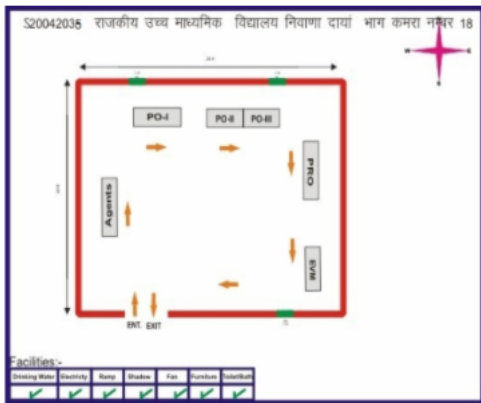 S20042035 राजकीय उच्च माध्यमिक विद्यालय निवाणा दायां भाग कमरा नम्बर 18
PO-I
PO-II
PO-III
PRO
Agents
EVM
ENT. EXIT
Facilities:-
Drinking Water Electricity Ramp Shadow Fan Furniture Toilet/Bath